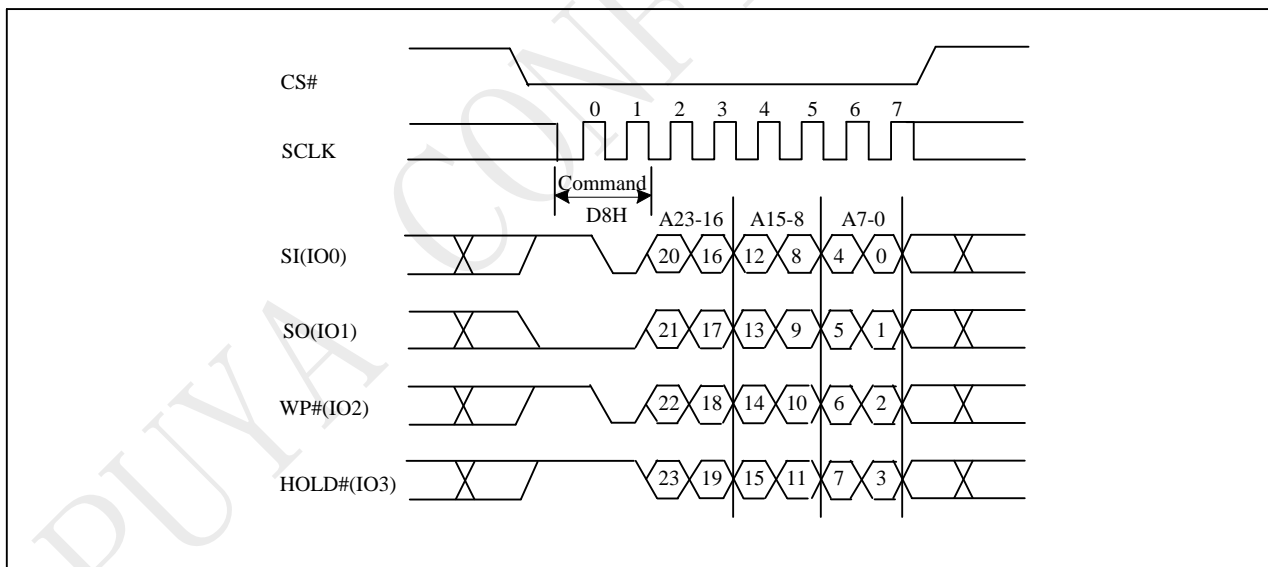 PUYA CONF
CS#
0 1 2 3 4 5 6 7
SCLK
Command
D8H
A23-16 A15-8 A7-0
SI(IO0) 20 16 12 8 4 0
SO(IO1) 21 17 13 9 5 1
WP#(IO2) 22 18 14 10 6 2
HOLD#(IO3) 23 19 15 11 7 3